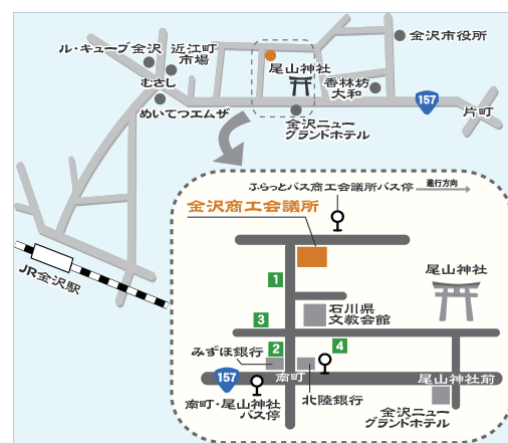 ル・キューブ金沢
近江町
市場
むさし
めいてつエムザ
尾山神社
金沢市役所
香林坊
大和
157
片町
金沢ニュー
グランドホテル
JR金沢駅
ふらっとバス商工会議所バス停
進行方向
金沢商工会議所
1
尾山神社
石川県
文教会館
3
みずほ銀行
2
4
157
南町
尾山神社前
南町・尾山神社
バス停
北陸銀行
金沢ニュー
グランドホテル